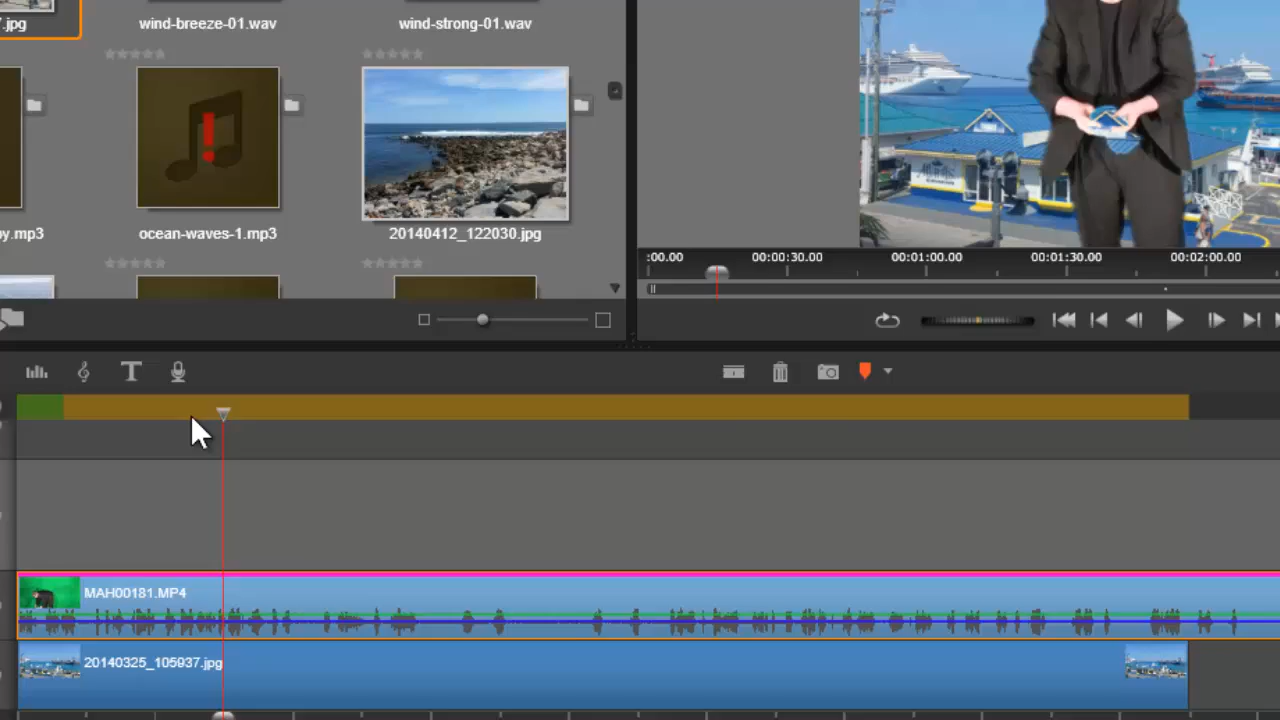 .jpg
wind-breeze-01.wav
wind-strong-01.wav
y.mp3
ocean-waves-1.mp3
20140412_122030.jpg
:00.00
00:00:30.00
00:01:00.00
00:01:30.00
00:02:00.00
MAH00181.MP4
20140325_105937.jpg